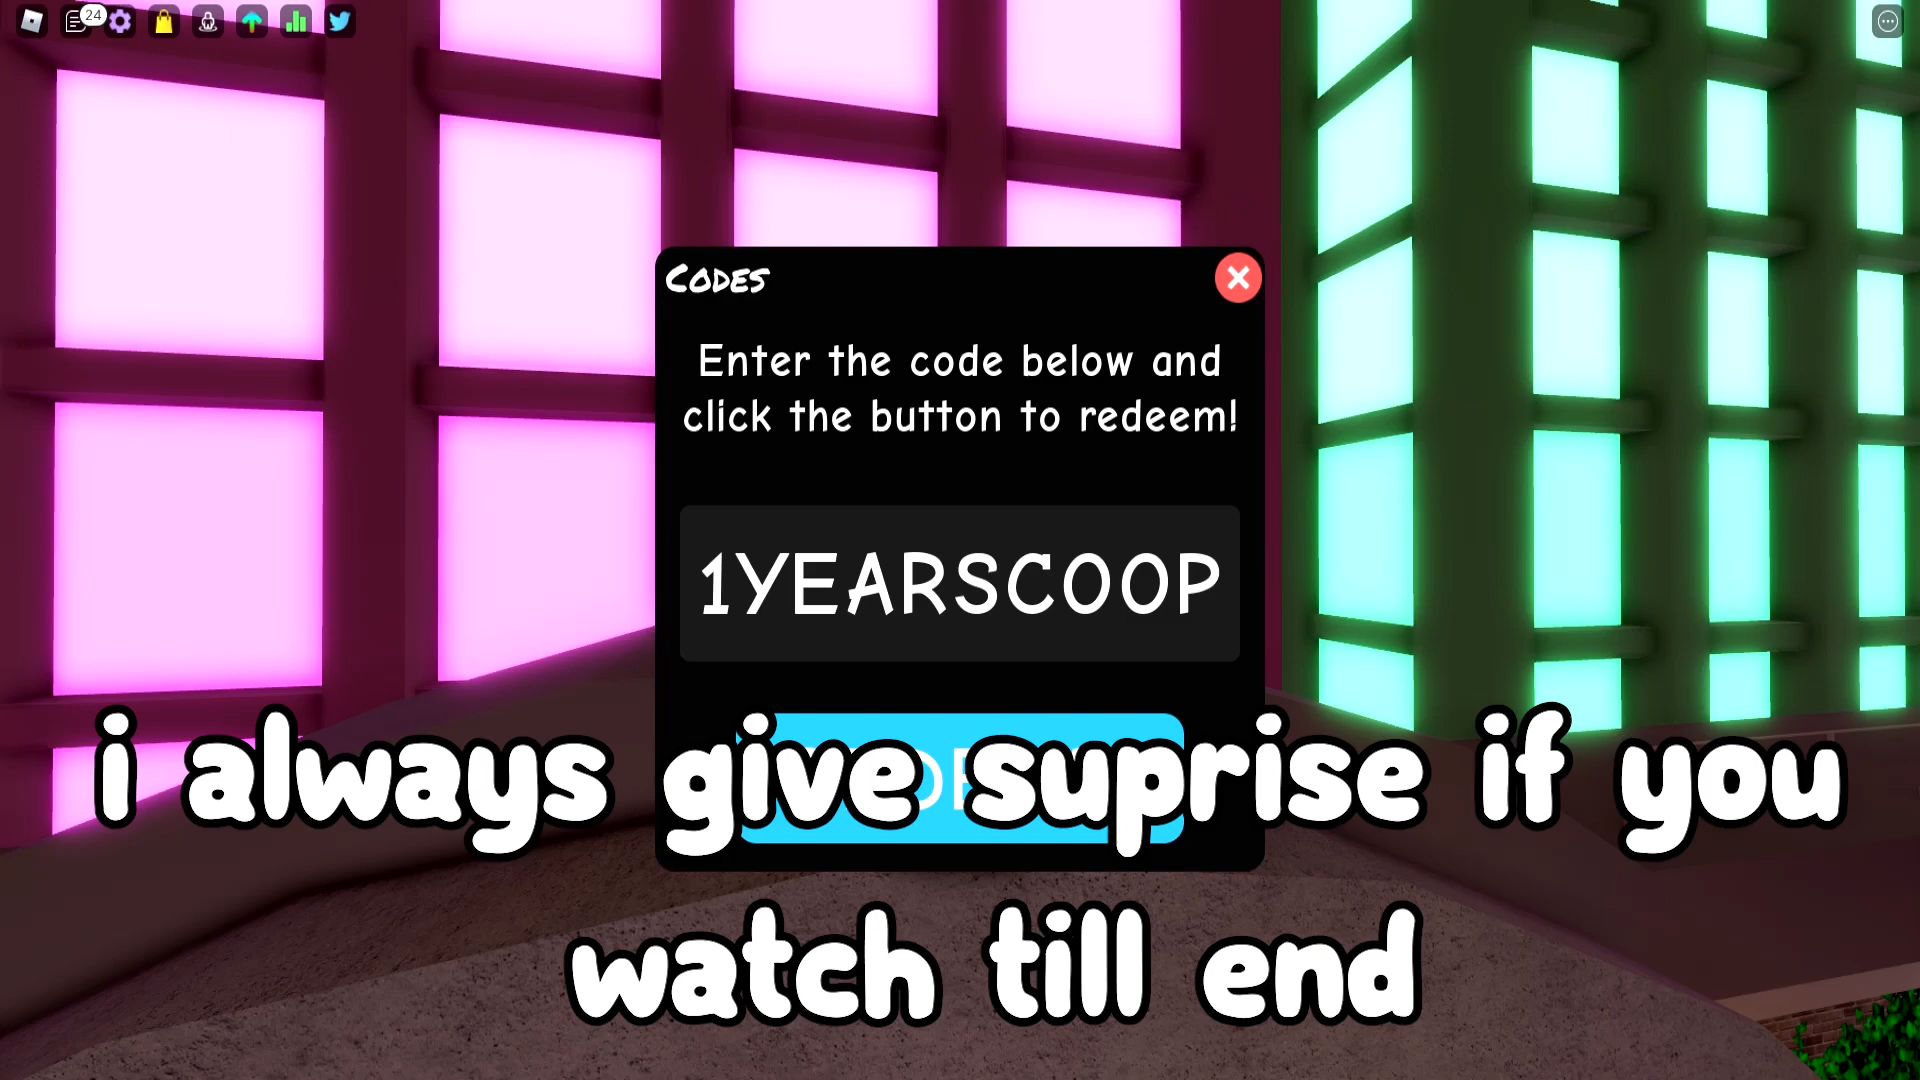 24
CODES
Enter the code below and
click the button to redeem!
1YEARSCOOP
i always give suprise if you
watch till end